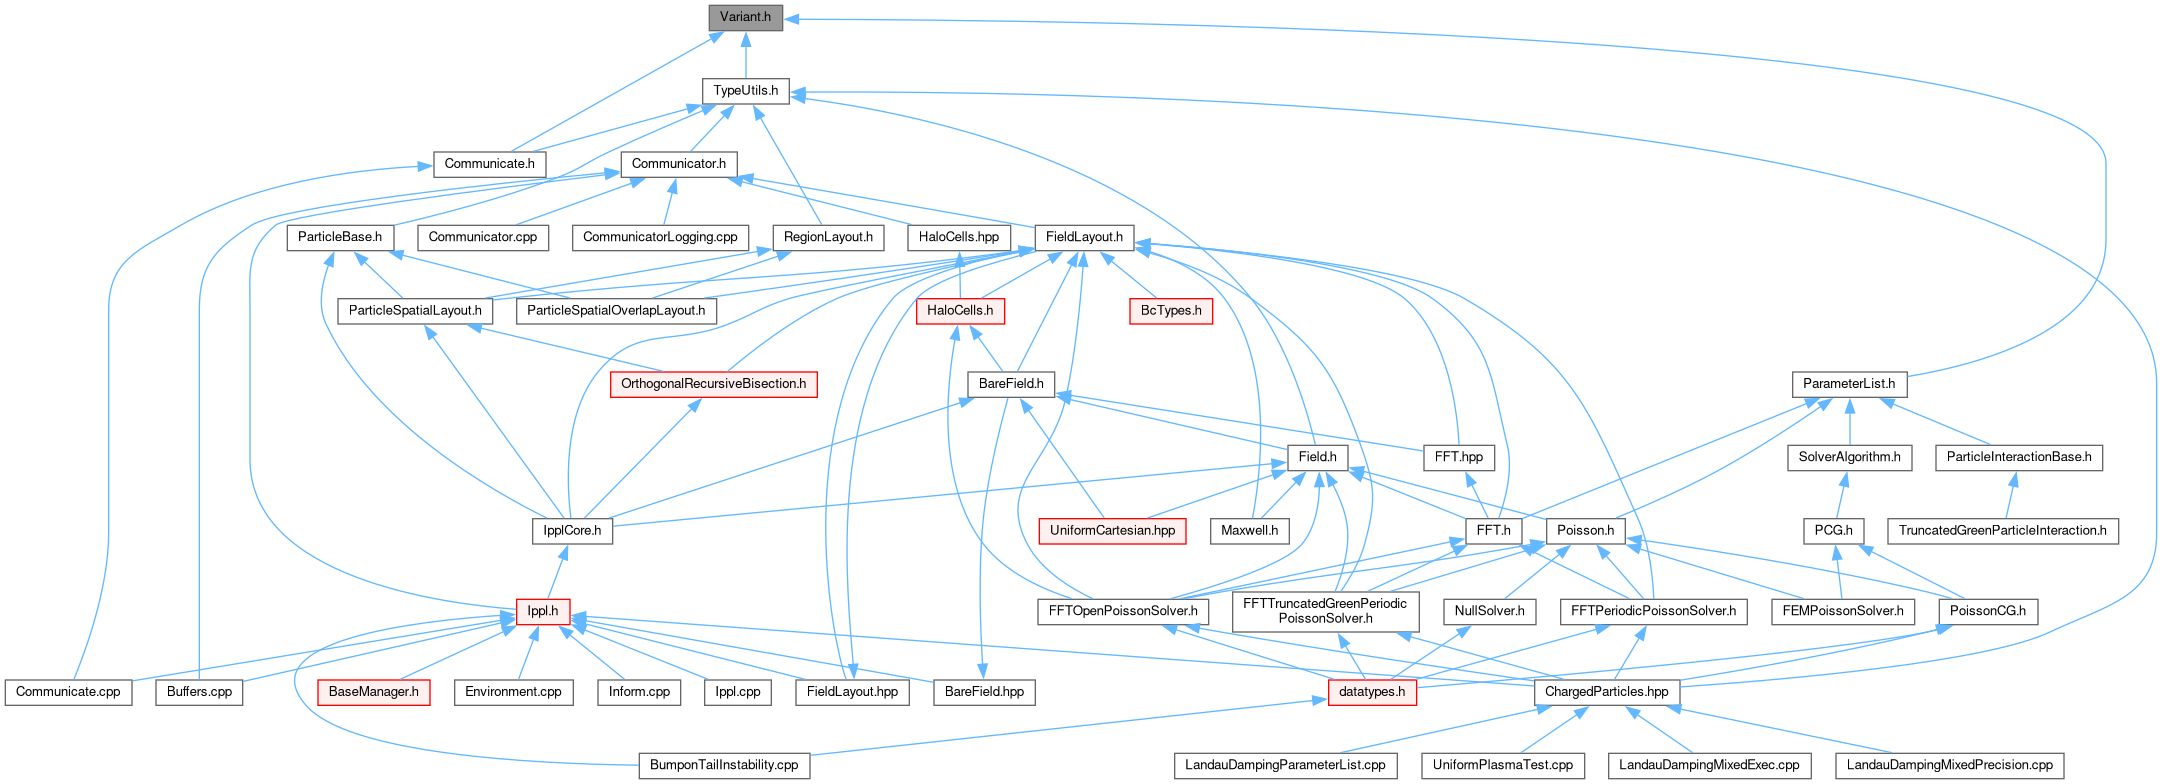 Variant.h
TypeUtils.h
Communicate.h
Communicator.h
ParticleBase.h
Communicator.cpp
CommunicatorLogging.cpp
RegionLayout.h
HaloCells.hpp
FieldLayout.h
ParticleSpatialLayout.h
ParticleSpatialOverlapLayout.h
HaloCells.h
BcTypes.h
OrthogonalRecursiveBisection.h
BareField.h
ParameterList.h
Field.h
FFT.hpp
SolverAlgorithm.h
ParticleInteractionBase.h
IpplCore.h
UniformCartesian.hpp
Maxwell.h
FFT.h
Poisson.h
PCG.h
TruncatedGreenParticleInteraction.h
Ippl.h
FFTOpenPoissonSolver.h
FFTTruncatedGreenPeriodic
PoissonSolver.h
NullSolver.h
FFTPeriodicPoissonSolver.h
FEMPoissonSolver.h
PoissonCG.h
Communicate.cpp
Buffers.cpp
BaseManager.h
Environment.cpp
Inform.cpp
Ippl.cpp
FieldLayout.hpp
BareField.hpp
datatypes.h
ChargedParticles.hpp
BumponTailInstability.cpp
LandauDampingParameterList.cpp
UniformPlasmaTest.cpp
LandauDampingMixedExec.cpp
LandauDampingMixedPrecision.cpp